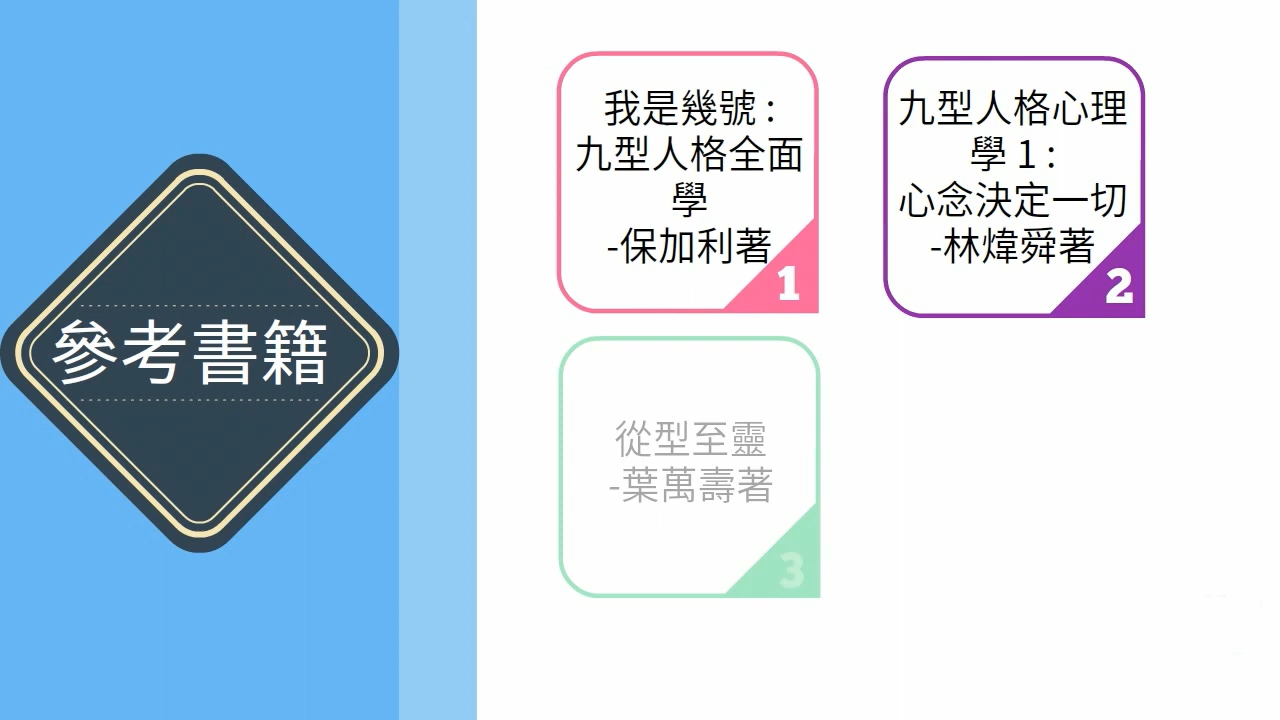 參考書籍
我是幾號 :
九型人格全面
學
-保加利著
1
九型人格心理
學 1 :
心念決定一切
-林煒舜著
2
從型至靈
-葉萬壽著
3